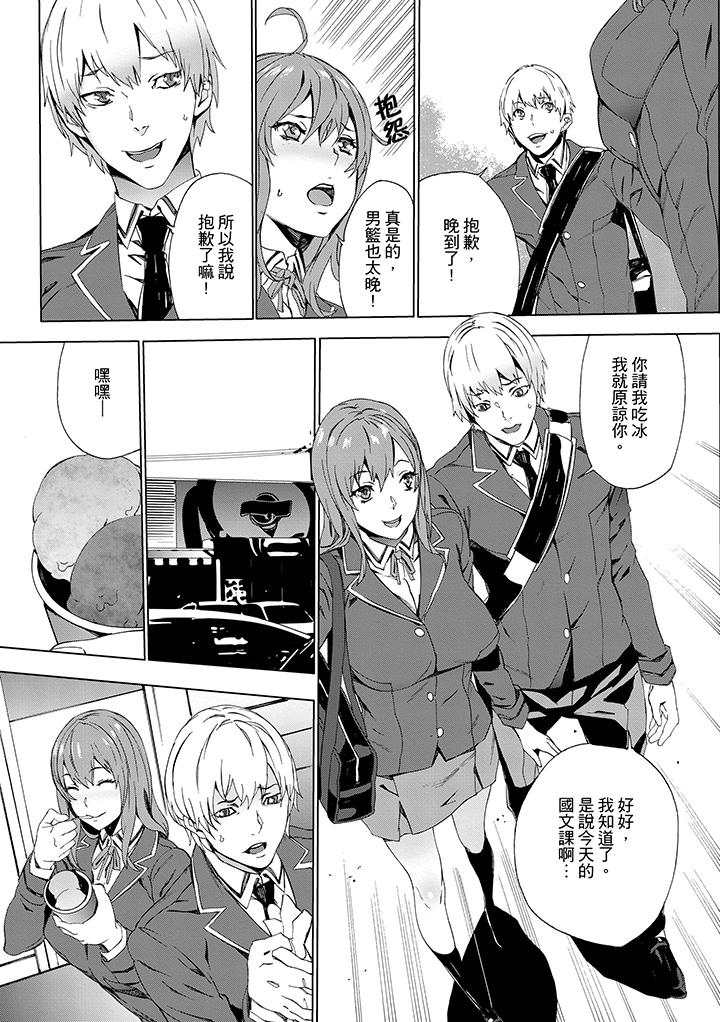 抱歉，
晚到了！
抱怨
真是的，
男籃也太
晚！
所以我說
抱歉了嘛！
你請我吃冰
我就原諒你。
好好，
我知道了。
是說今天的
國文課啊…
嘿嘿—